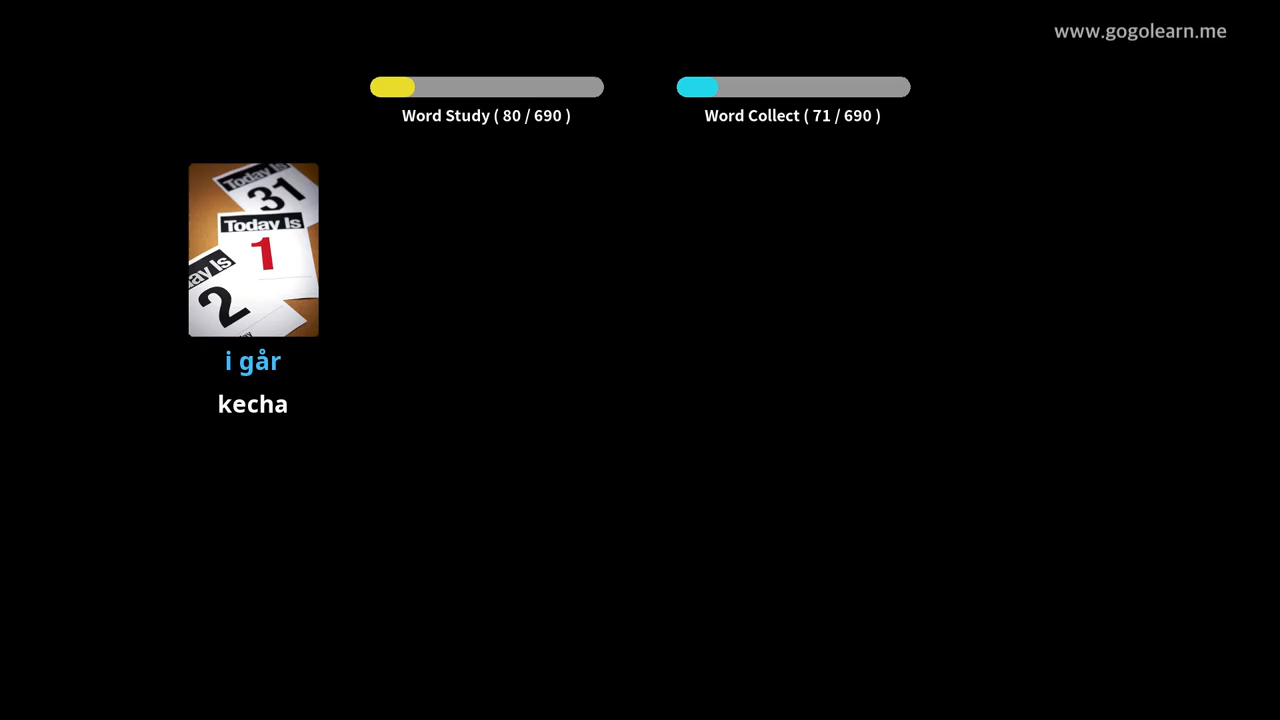 www.gogolearn.me
Word Study ( 80 / 690 )
Word Collect ( 71 / 690 )
Today Is
31
Today Is
1
ay Is
2
i går
kecha